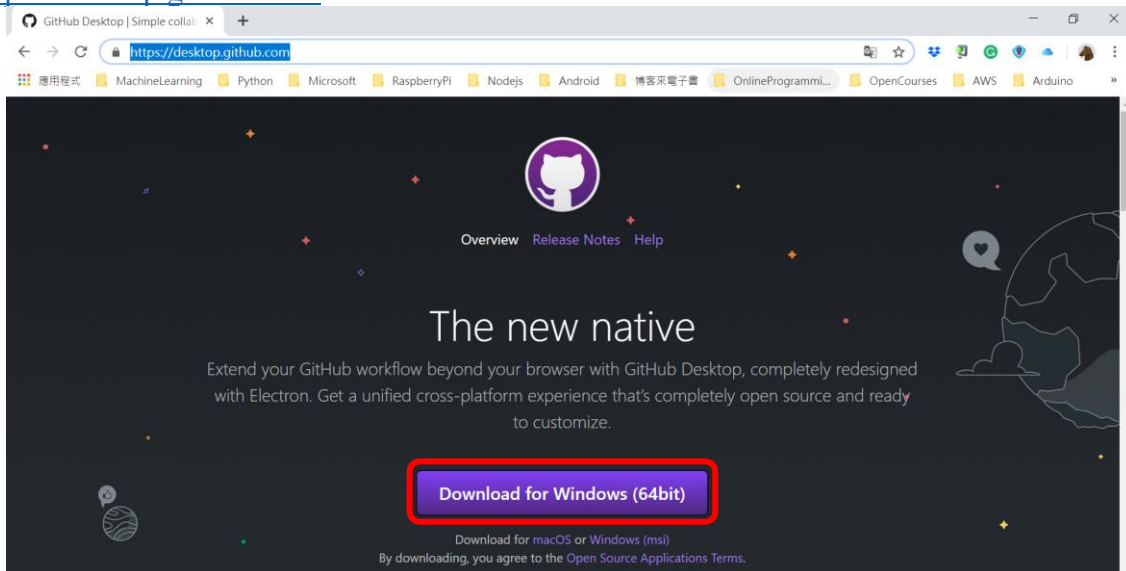 GitHub Desktop | Simple collab
https://desktop.github.com
應用程式 MachineLearning Python Microsoft RaspberryPi Nodejs Android 博客來電子書 OnlineProgrammi... OpenCourses AWS Arduino »
Overview Release Notes Help
The new native
Extend your GitHub workflow beyond your browser with GitHub Desktop, completely redesigned
with Electron. Get a unified cross-platform experience that's completely open source and ready
to customize.
Download for Windows (64bit)
Download for macOS or Windows (msi)
By downloading, you agree to the Open Source Applications Terms.